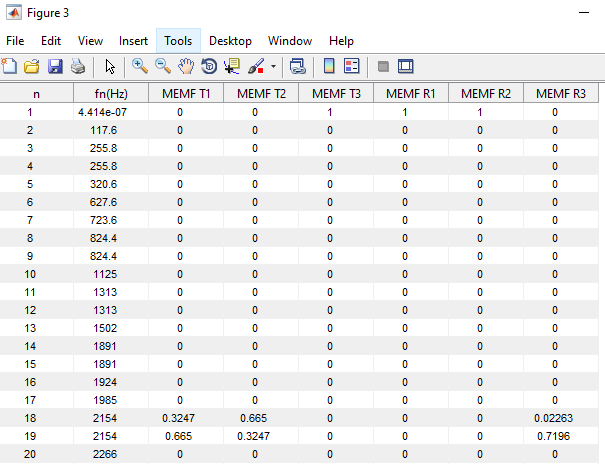 Figure 3
File Edit View Insert Tools Desktop Window Help
n fn(Hz) MEMF T1 MEMF T2 MEMF T3 MEMF R1 MEMF R2 MEMF R3
1 4.414e-07 0 0 1 1 1 0
2 117.6 0 0 0 0 0 0
3 255.8 0 0 0 0 0 0
4 255.8 0 0 0 0 0 0
5 320.6 0 0 0 0 0 0
6 627.6 0 0 0 0 0 0
7 723.6 0 0 0 0 0 0
8 824.4 0 0 0 0 0 0
9 824.4 0 0 0 0 0 0
10 1125 0 0 0 0 0 0
11 1313 0 0 0 0 0 0
12 1313 0 0 0 0 0 0
13 1502 0 0 0 0 0 0
14 1891 0 0 0 0 0 0
15 1891 0 0 0 0 0 0
16 1924 0 0 0 0 0 0
17 1985 0 0 0 0 0 0
18 2154 0.3247 0.665 0 0 0 0.02263
19 2154 0.665 0.3247 0 0 0 0.7196
20 2266 0 0 0 0 0 0